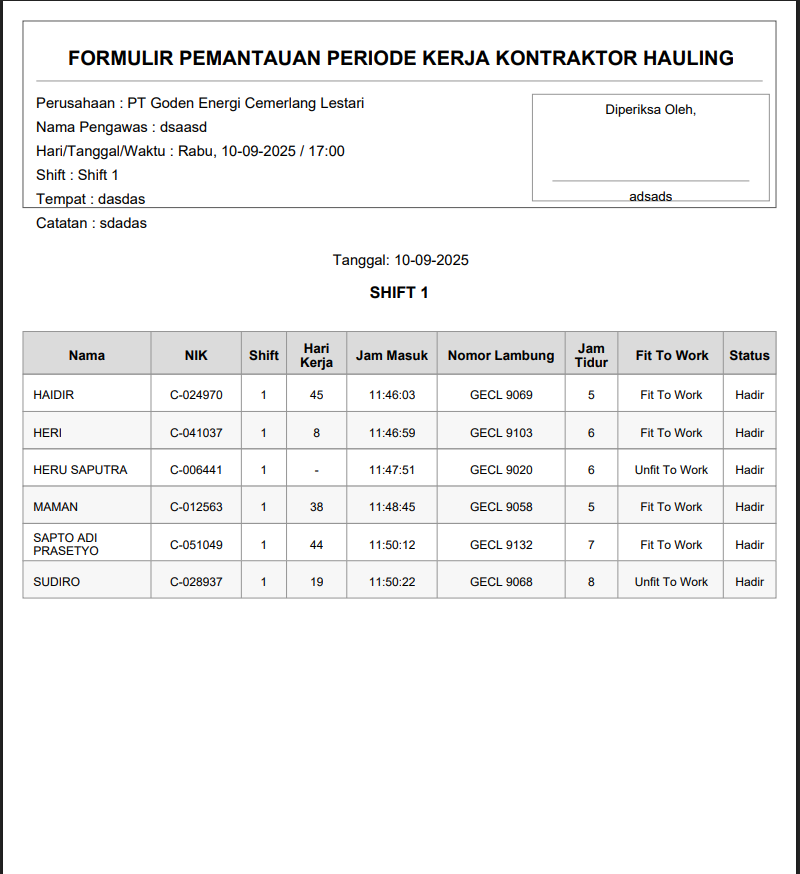 FORMULIR PEMANTAUAN PERIODE KERJA KONTRAKTOR HAULING
Perusahaan : PT Goden Energi Cemerlang Lestari
Nama Pengawas : dsaasd
Hari/Tanggal/Waktu : Rabu, 10-09-2025 / 17:00
Shift : Shift 1
Tempat : dasdas
Catatan : sdadas
Diperiksa Oleh,
adsads
Tanggal: 10-09-2025
SHIFT 1
Nama NIK Shift Hari Kerja Jam Masuk Nomor Lambung Jam Tidur Fit To Work Status
HAIDIR C-024970 1 45 11:46:03 GECL 9069 5 Fit To Work Hadir
HERI C-041037 1 8 11:46:59 GECL 9103 6 Fit To Work Hadir
HERU SAPUTRA C-006441 1 - 11:47:51 GECL 9020 6 Unfit To Work Hadir
MAMAN C-012563 1 38 11:48:45 GECL 9058 5 Fit To Work Hadir
SAPTO ADI PRASETYO C-051049 1 44 11:50:12 GECL 9132 7 Fit To Work Hadir
SUDIRO C-028937 1 19 11:50:22 GECL 9068 8 Unfit To Work Hadir